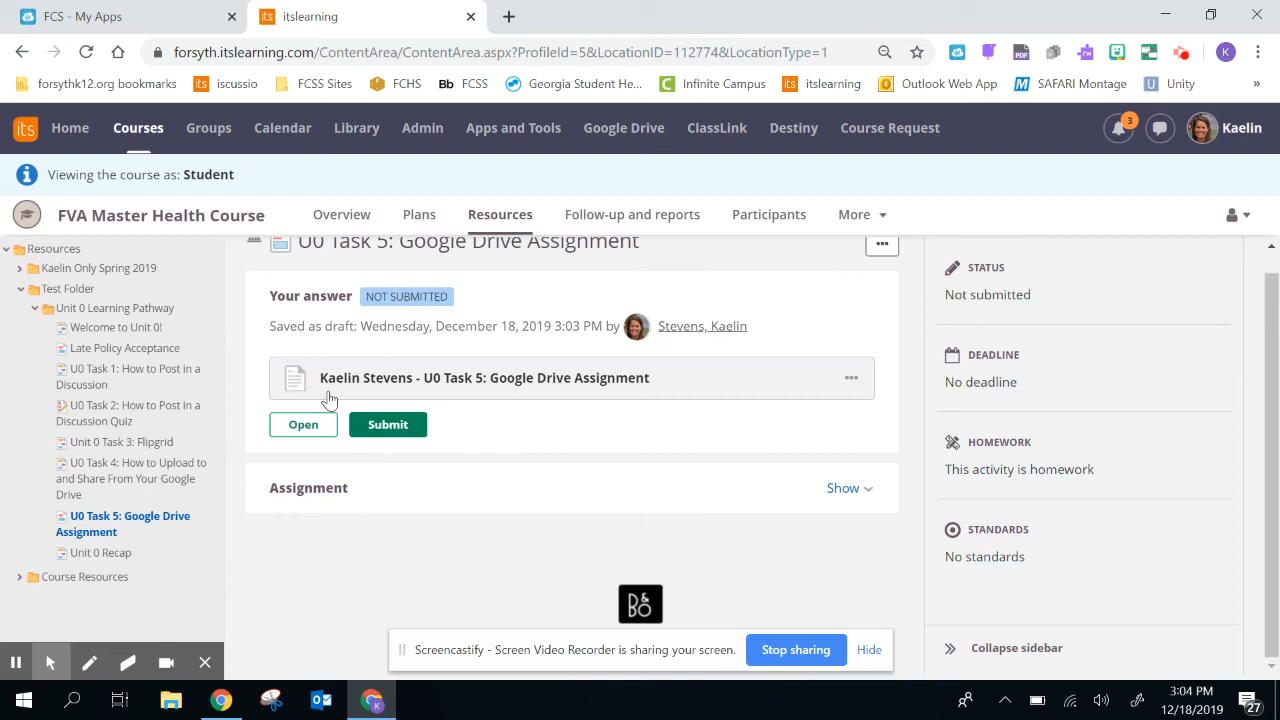 FCS - My Apps
itslearning
forsyth.itslearning.com/ContentArea/ContentArea.aspx?ProfileId=5&LocationID=112774&LocationType=1
K
forsythk12.org bookmarks
its iscussio
FCSS Sites
FCHS
Bb FCSS
Georgia Student He...
Infinite Campus
its itslearning
Outlook Web App
SAFARI Montage
Unity
»
its
Home
Courses
Groups
Calendar
Library
Admin
Apps and Tools
Google Drive
ClassLink
Destiny
Course Request
3
Kaelin
Viewing the course as: Student
FVA Master Health Course
Overview
Plans
Resources
Follow-up and reports
Participants
More
Resources
Kaelin Only Spring 2019
Test Folder
Unit 0 Learning Pathway
Welcome to Unit 0!
Late Policy Acceptance
U0 Task 1: How to Post in a
Discussion
U0 Task 2: How to Post in a
Discussion Quiz
Unit 0 Task 3: Flipgrid
U0 Task 4: How to Upload to
and Share From Your Google
Drive
U0 Task 5: Google Drive
Assignment
Unit 0 Recap
Course Resources
U0 Task 5: Google Drive Assignment
Your answer NOT SUBMITTED
Saved as draft: Wednesday, December 18, 2019 3:03 PM by Stevens, Kaelin
Kaelin Stevens - U0 Task 5: Google Drive Assignment
Open
Submit
Assignment
Show
STATUS
Not submitted
DEADLINE
No deadline
HOMEWORK
This activity is homework
STANDARDS
No standards
Collapse sidebar
B&O
Screencastify - Screen Video Recorder is sharing your screen.
Stop sharing
Hide
3:04 PM
12/18/2019
27